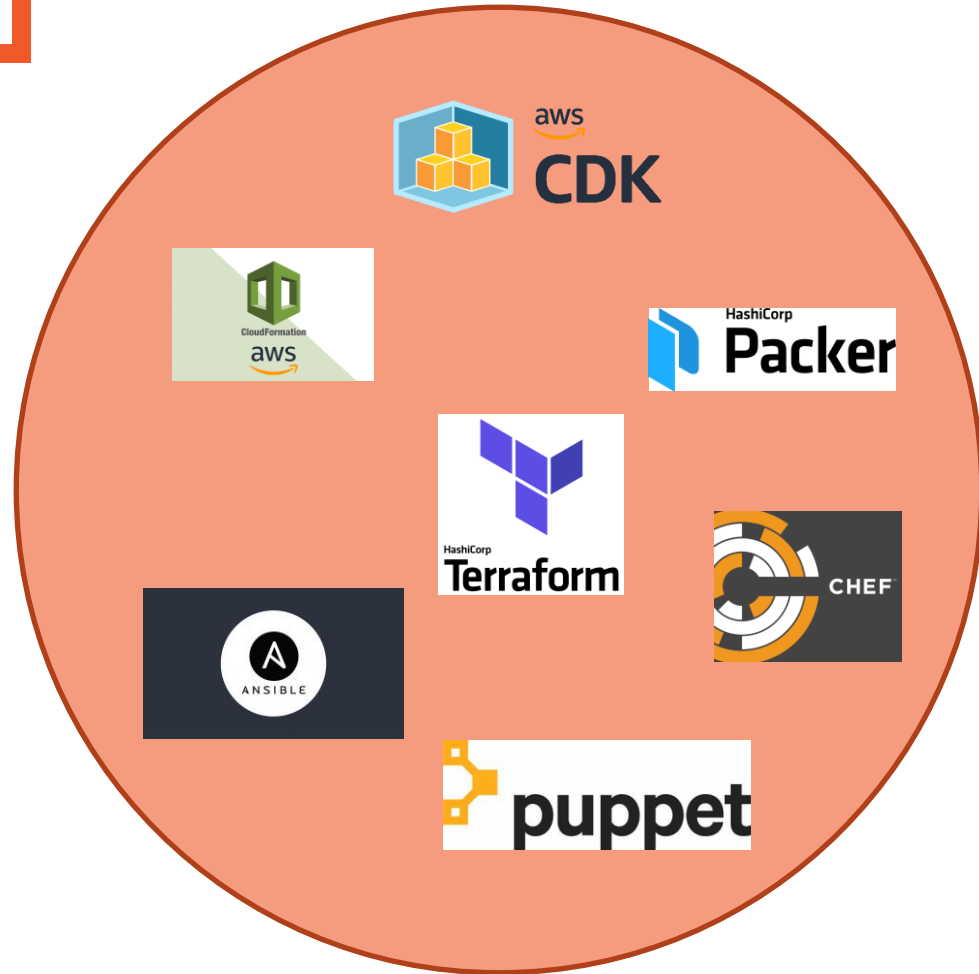 aws
CDK
CloudFormation
aws
HashiCorp
Packer
HashiCorp
Terraform
CHEF
ANSIBLE
puppet